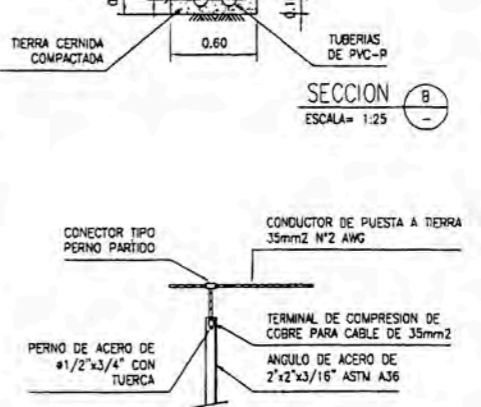 TIERRA CERNIDA
COMPACTADA
0.60
TUBERIAS
DE PVC-P
SECCION
B
-
ESCALA= 1:25
CONECTOR TIPO
PERNO PARTIDO
CONDUCTOR DE PUESTA A TIERRA
35mm2 N°2 AWG
PERNO DE ACERO DE
ø1/2"x3/4" CON
TUERCA
TERMINAL DE COMPRESION DE
COBRE PARA CABLE DE 35mm2
ANGULO DE ACERO DE
2"x2"x3/16" ASTM A36